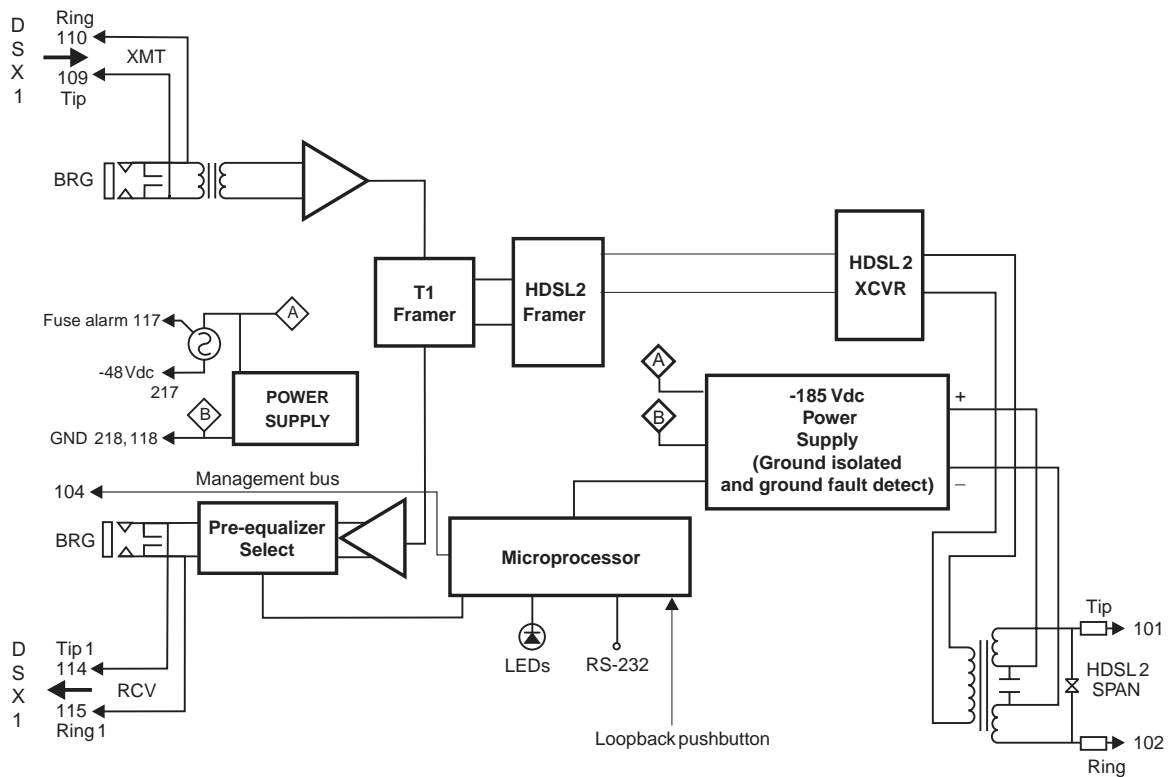 D
S
X
1
Ring
110
XMT
109
Tip
BRG
T1
Framer
HDSL2
Framer
HDSL 2
XCVR
Fuse alarm 117
A
-48 Vdc
217
POWER
SUPPLY
B
GND 218, 118
A
B
-185 Vdc
Power
Supply
(Ground isolated
and ground fault detect)
+
–
Management bus
104
BRG
Pre-equalizer
Select
Microprocessor
LEDs
RS-232
Loopback pushbutton
D
S
X
1
Tip 1
114
RCV
115
Ring 1
Tip
101
HDSL 2
SPAN
102
Ring